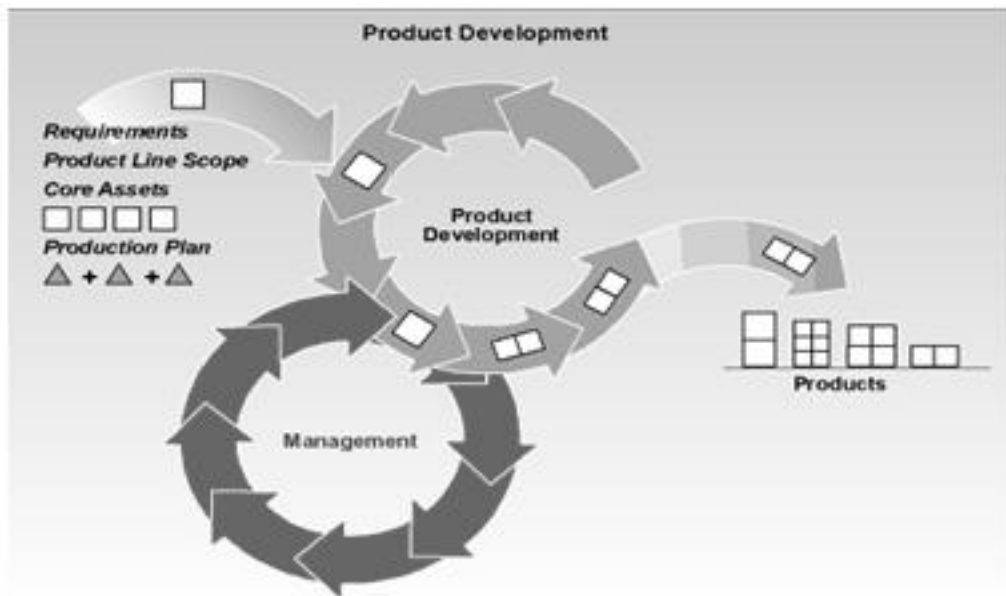 Product Development
Requirements
Product Line Scope
Core Assets
Production Plan
+ +
Product
Development
Products
Management